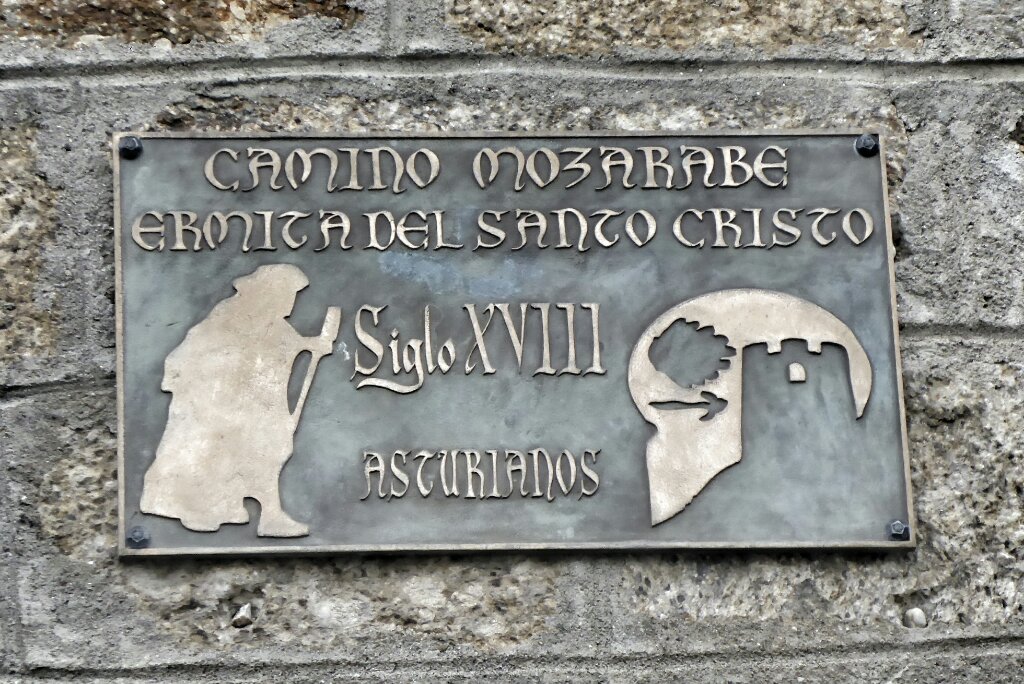 CAMINO MOZARABE
ERMITA DEL SANTO CRISTO
Siglo XVIII
ASTURIANOS